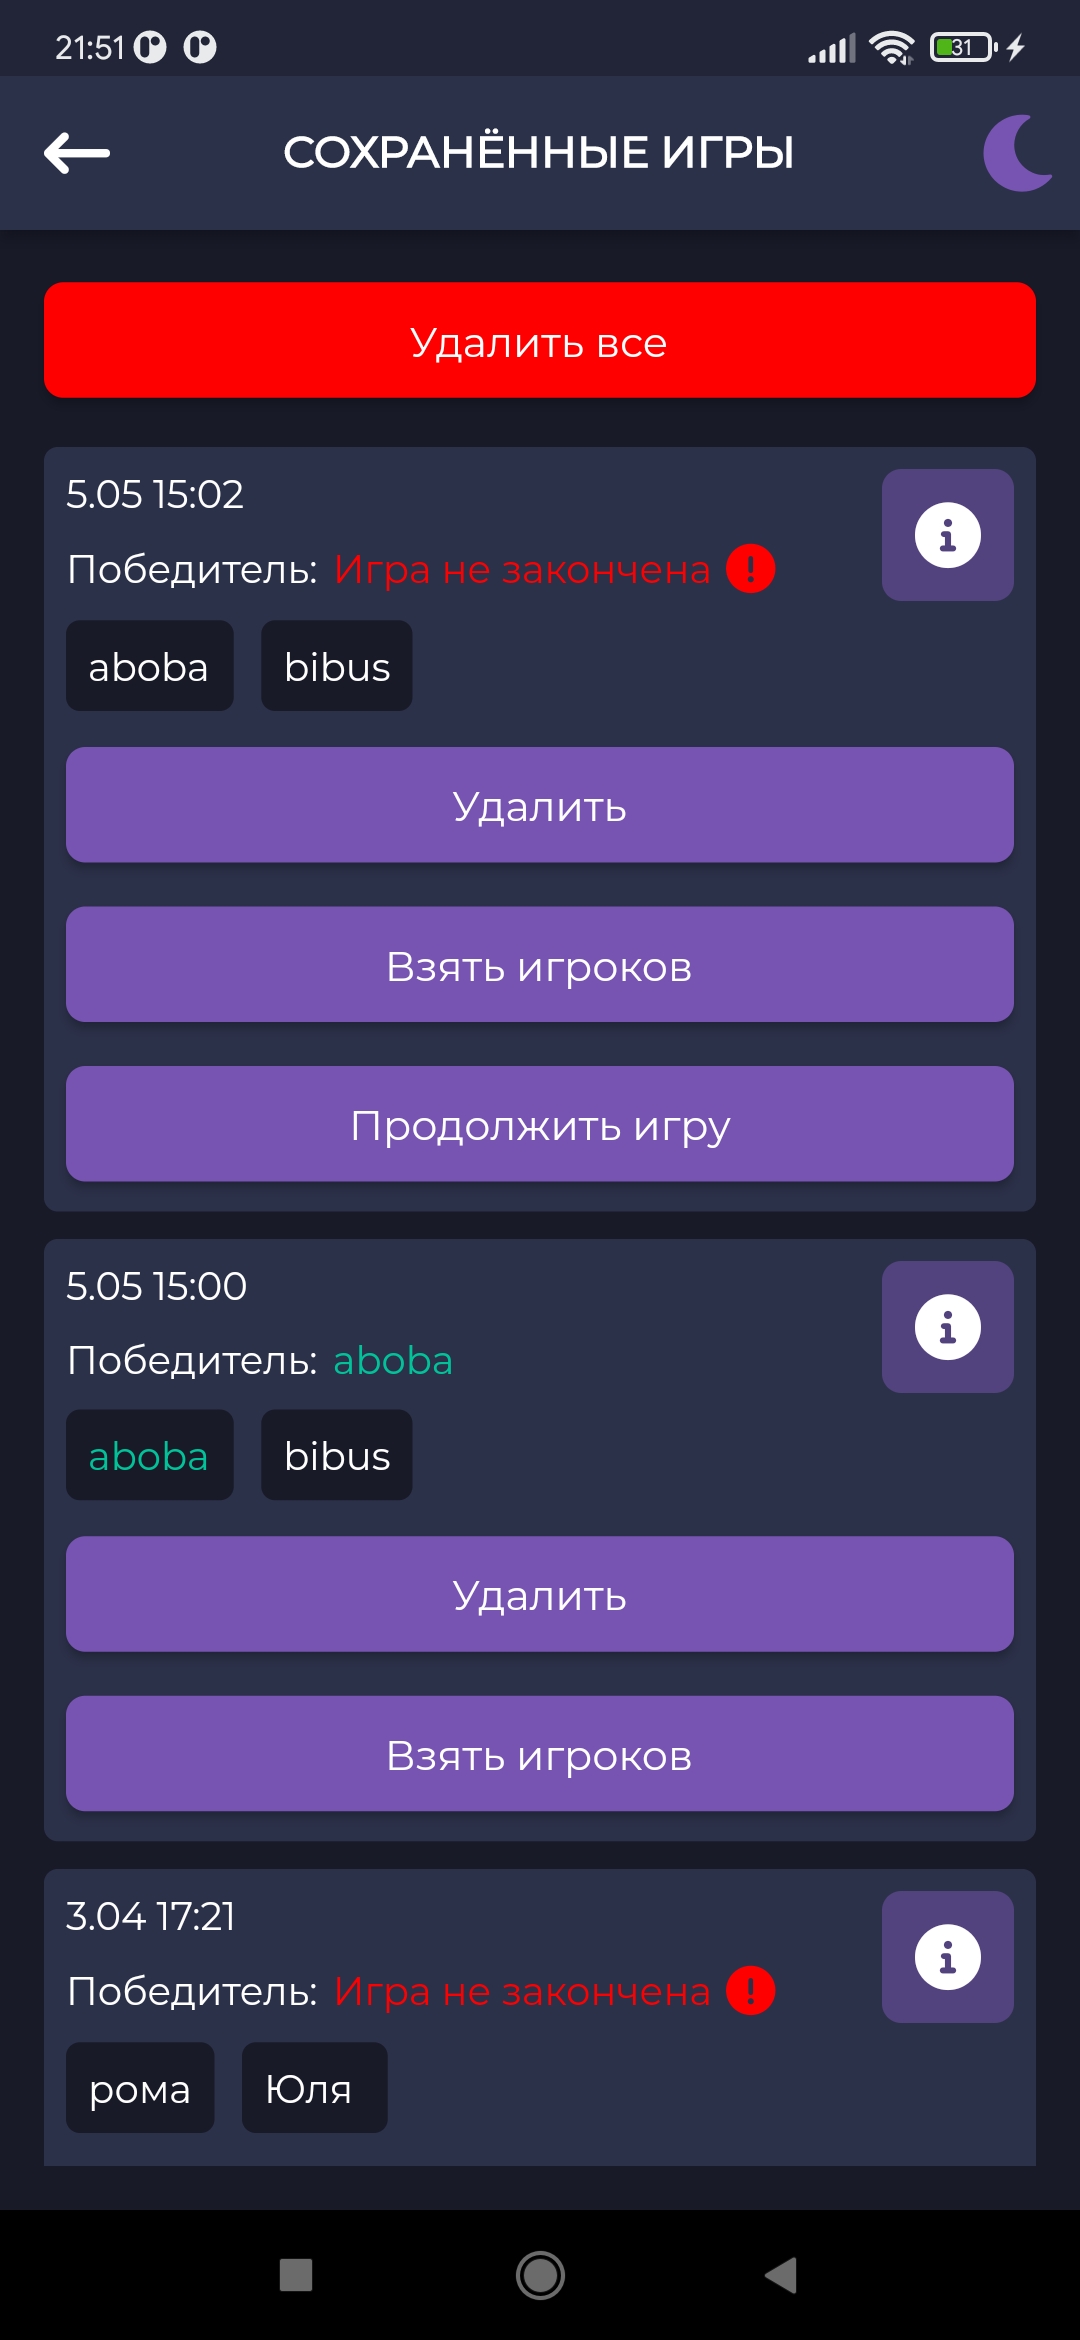 21:51
31
СОХРАНЁННЫЕ ИГРЫ
Удалить все
5.05 15:02
Победитель: Игра не закончена
aboba bibus
Удалить
Взять игроков
Продолжить игру
5.05 15:00
Победитель: aboba
aboba bibus
Удалить
Взять игроков
3.04 17:21
Победитель: Игра не закончена
рома Юля